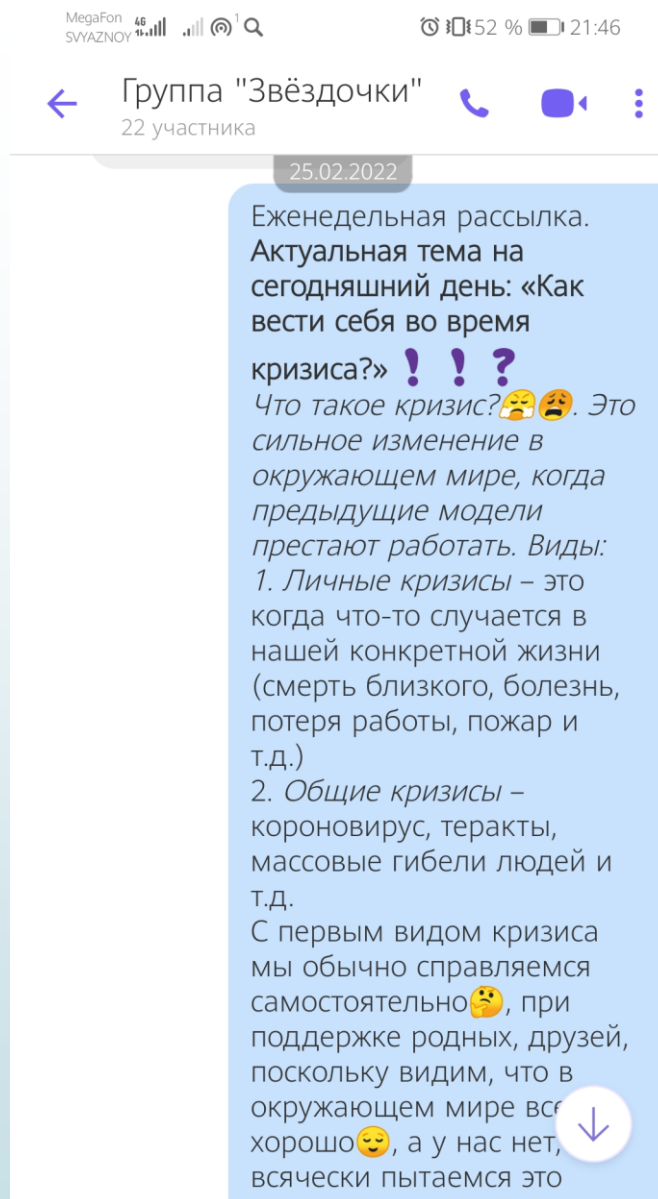 MegaFon
SVYAZNOY
4G
1
52 %
21:46
Группа "Звёздочки"
22 участника
25.02.2022
Еженедельная рассылка.
Актуальная тема на
сегодняшний день: «Как
вести себя во время
кризиса?»❗❗❓
Что такое кризис?😤😩. Это
сильное изменение в
окружающем мире, когда
предыдущие модели
престают работать. Виды:
1. Личные кризисы – это
когда что-то случается в
нашей конкретной жизни
(смерть близкого, болезнь,
потеря работы, пожар и
т.д.)
2. Общие кризисы –
короновирус, теракты,
массовые гибели людей и
т.д.
С первым видом кризиса
мы обычно справляемся
самостоятельно🤔, при
поддержке родных, друзей,
поскольку видим, что в
окружающем мире
хорошо😌, а у нас нет,
всячески пытаемся это